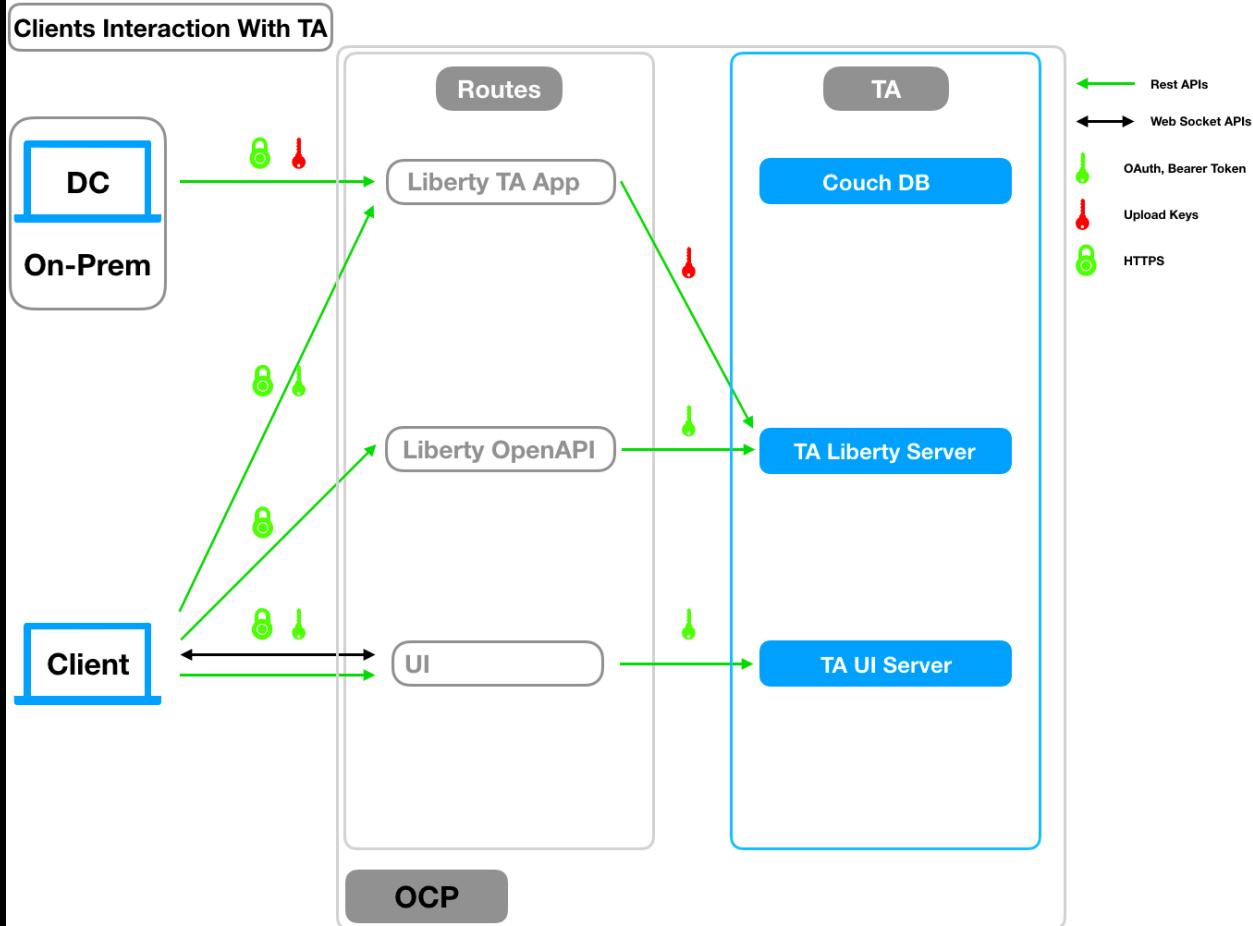 Clients Interaction With TA
Routes
TA
Rest APIs
Web Socket APIs
OAuth, Bearer Token
Upload Keys
HTTPS
DC
On-Prem
Liberty TA App
Couch DB
Liberty OpenAPI
TA Liberty Server
Client
UI
TA UI Server
OCP